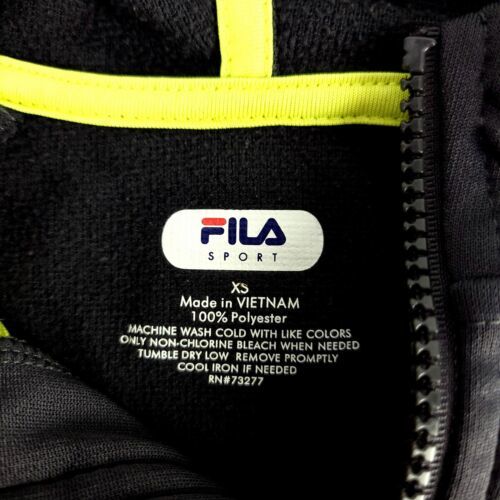 FILA
SPORT
XS
Made in VIETNAM
100% Polyester
MACHINE WASH COLD WITH LIKE COLORS
ONLY NON-CHLORINE BLEACH WHEN NEEDED
TUMBLE DRY LOW REMOVE PROMPTLY
COOL IRON IF NEEDED
RN#73277